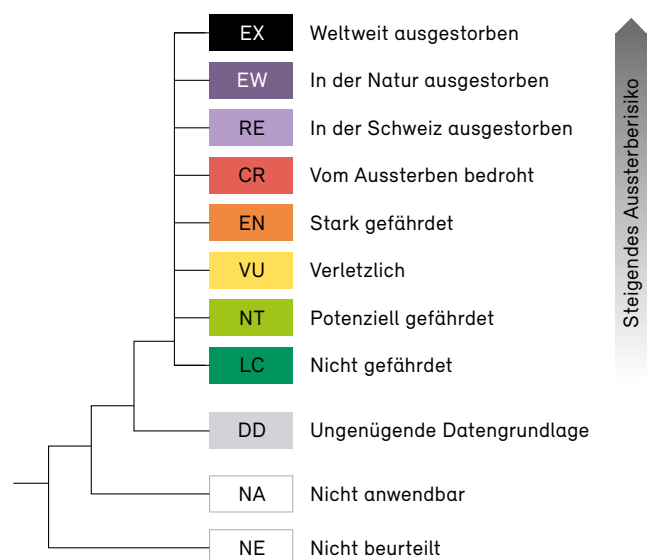 EX Weltweit ausgestorben
EW In der Natur ausgestorben
RE In der Schweiz ausgestorben
CR Vom Aussterben bedroht
EN Stark gefährdet
VU Verletzlich
NT Potenziell gefährdet
LC Nicht gefährdet
DD Ungenügende Datengrundlage
NA Nicht anwendbar
NE Nicht beurteilt
Steigendes Aussterberisiko